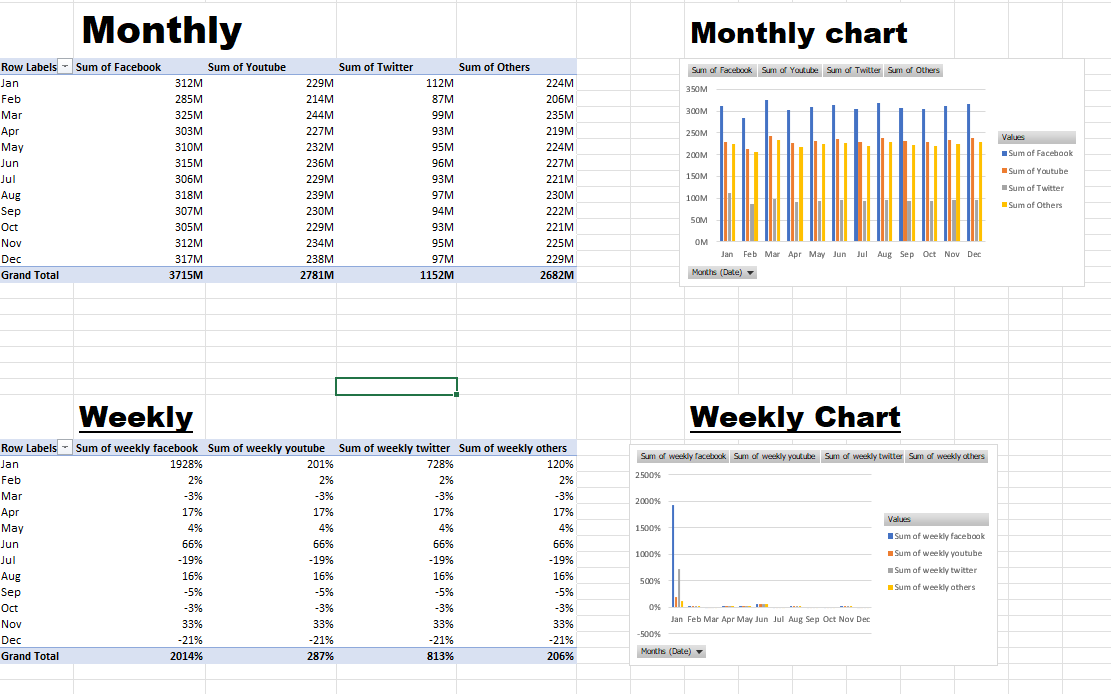 Monthly
Row Labels Sum of Facebook Sum of Youtube Sum of Twitter Sum of Others
Jan 312M 229M 112M 224M
Feb 285M 214M 87M 206M
Mar 325M 244M 99M 235M
Apr 303M 227M 93M 219M
May 310M 232M 95M 224M
Jun 315M 236M 96M 227M
Jul 306M 229M 93M 221M
Aug 318M 239M 97M 230M
Sep 307M 230M 94M 222M
Oct 305M 229M 93M 221M
Nov 312M 234M 95M 225M
Dec 317M 238M 97M 229M
Grand Total 3715M 2781M 1152M 2682M
Monthly chart
Sum of Facebook Sum of Youtube Sum of Twitter Sum of Others
350M
300M
250M
200M
150M
100M
50M
0M
Jan Feb Mar Apr May Jun Jul Aug Sep Oct Nov Dec
Values
Sum of Facebook
Sum of Youtube
Sum of Twitter
Sum of Others
Months (Date)
Weekly
Row Labels Sum of weekly facebook Sum of weekly youtube Sum of weekly twitter Sum of weekly others
Jan 1928% 201% 728% 120%
Feb 2% 2% 2% 2%
Mar -3% -3% -3% -3%
Apr 17% 17% 17% 17%
May 4% 4% 4% 4%
Jun 66% 66% 66% 66%
Jul -19% -19% -19% -19%
Aug 16% 16% 16% 16%
Sep -5% -5% -5% -5%
Oct -3% -3% -3% -3%
Nov 33% 33% 33% 33%
Dec -21% -21% -21% -21%
Grand Total 2014% 287% 813% 206%
Weekly Chart
Sum of weekly facebook Sum of weekly youtube Sum of weekly twitter Sum of weekly others
2500%
2000%
1500%
1000%
500%
0%
-500%
Jan Feb Mar Apr May Jun Jul Aug Sep Oct Nov Dec
Values
Sum of weekly facebook
Sum of weekly youtube
Sum of weekly twitter
Sum of weekly others
Months (Date)